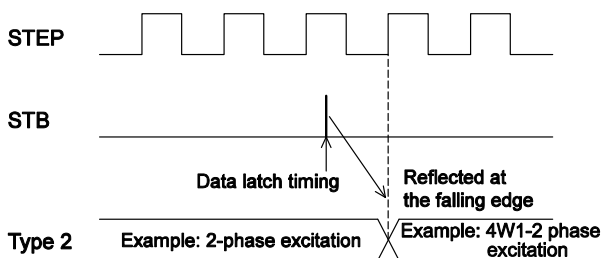 STEP
STB
Data latch timing
Reflected at
the falling edge
Type 2
Example: 2-phase excitation
Example: 4W1-2 phase
excitation